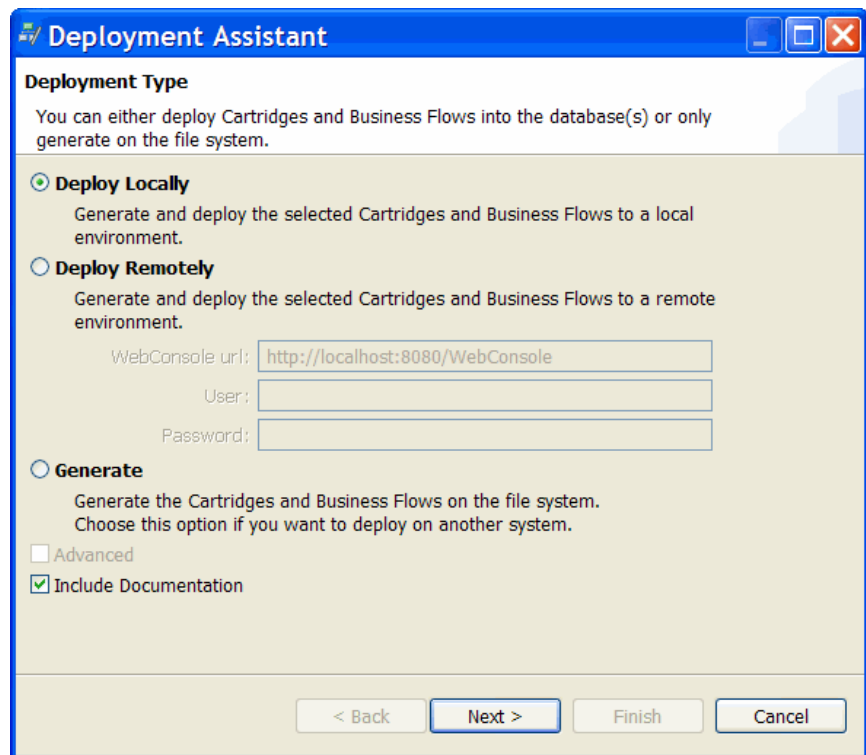 Deployment Assistant
Deployment Type
You can either deploy Cartridges and Business Flows into the database(s) or only
generate on the file system.
Deploy Locally
Generate and deploy the selected Cartridges and Business Flows to a local
environment.
Deploy Remotely
Generate and deploy the selected Cartridges and Business Flows to a remote
environment.
WebConsole url: http://localhost:8080/WebConsole
User:
Password:
Generate
Generate the Cartridges and Business Flows on the file system.
Choose this option if you want to deploy on another system.
Advanced
Include Documentation
< Back Next > Finish Cancel